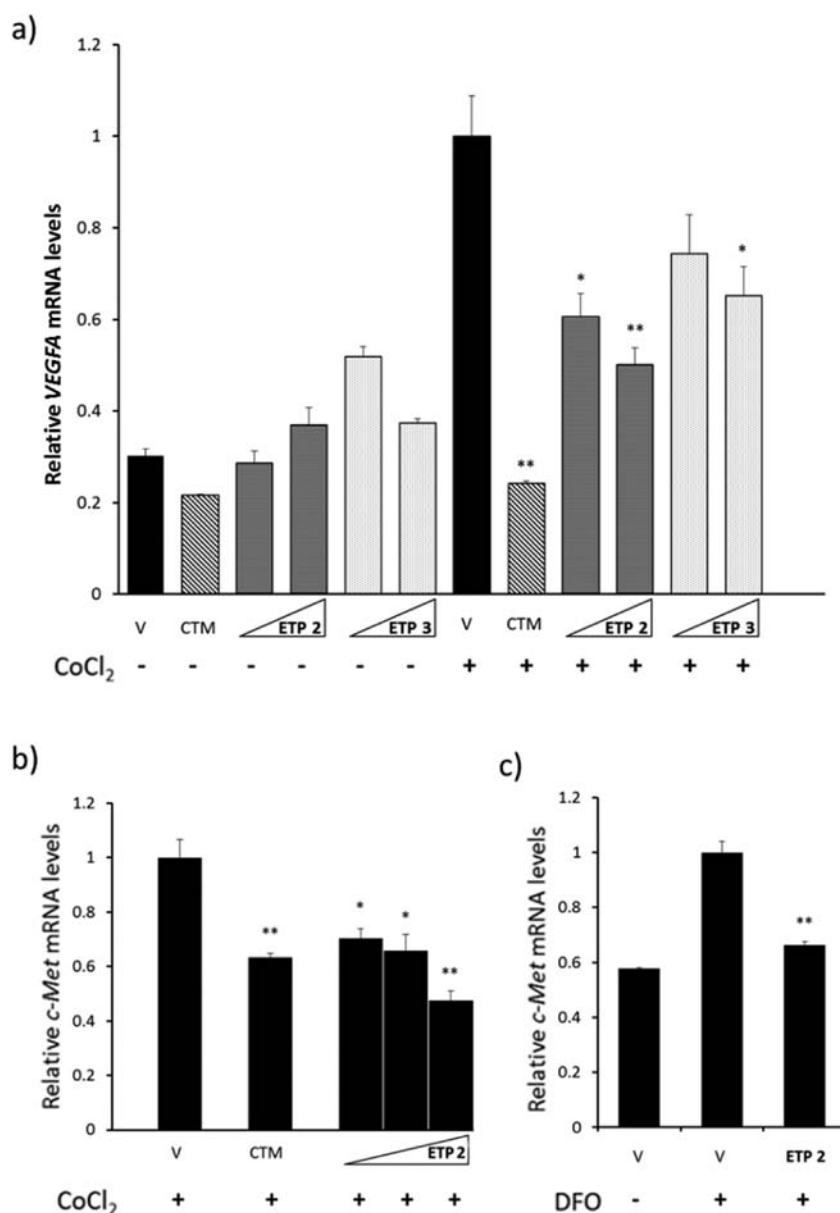 a)
Relative VEGFA mRNA levels
1.2
1
0.8
0.6
0.4
0.2
0
** * ** *
V CTM ETP 2 ETP 3 V CTM ETP 2 ETP 3
CoCl2 - - - - - - + + + + + +
b)
Relative c-Met mRNA levels
1.2
1
0.8
0.6
0.4
0.2
0
** * * **
V CTM ETP 2
CoCl2 + + + + +
c)
Relative c-Met mRNA levels
1.2
1
0.8
0.6
0.4
0.2
0
**
V V ETP 2
DFO - + +